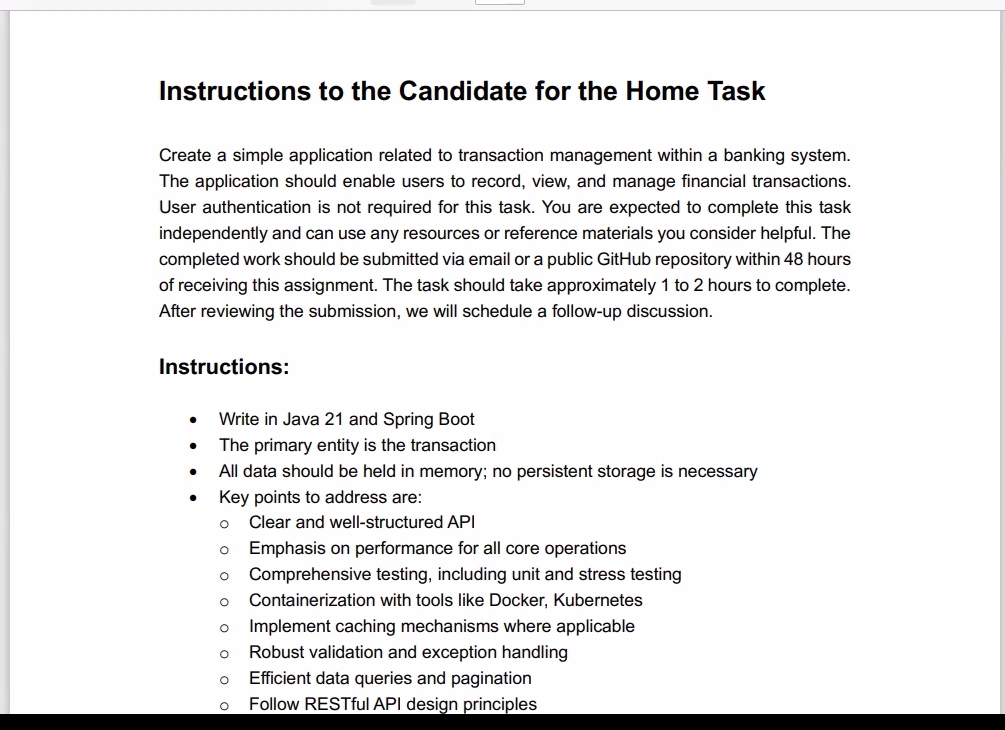 Instructions to the Candidate for the Home Task
Create a simple application related to transaction management within a banking system.
The application should enable users to record, view, and manage financial transactions.
User authentication is not required for this task. You are expected to complete this task
independently and can use any resources or reference materials you consider helpful. The
completed work should be submitted via email or a public GitHub repository within 48 hours
of receiving this assignment. The task should take approximately 1 to 2 hours to complete.
After reviewing the submission, we will schedule a follow-up discussion.
Instructions:
• Write in Java 21 and Spring Boot
• The primary entity is the transaction
• All data should be held in memory; no persistent storage is necessary
• Key points to address are:
o Clear and well-structured API
o Emphasis on performance for all core operations
o Comprehensive testing, including unit and stress testing
o Containerization with tools like Docker, Kubernetes
o Implement caching mechanisms where applicable
o Robust validation and exception handling
o Efficient data queries and pagination
o Follow RESTful API design principles